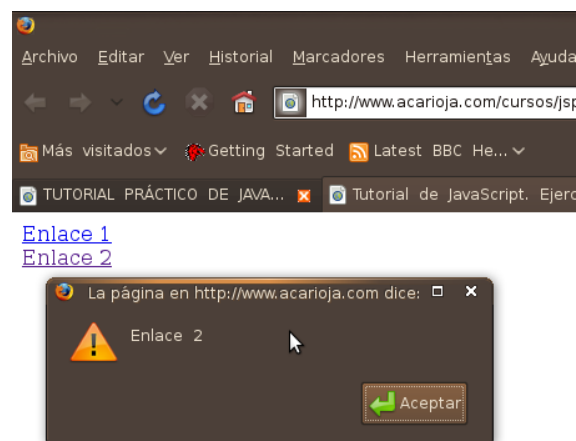 Archivo Editar Ver Historial Marcadores Herramientas Ayuda
http://www.acarioja.com/cursos/jsp
Más visitados Getting Started Latest BBC He...
TUTORIAL PRÁCTICO DE JAVA... Tutorial de JavaScript. Ejerc
Enlace 1
Enlace 2
La página en http://www.acarioja.com dice:
Enlace 2
Aceptar